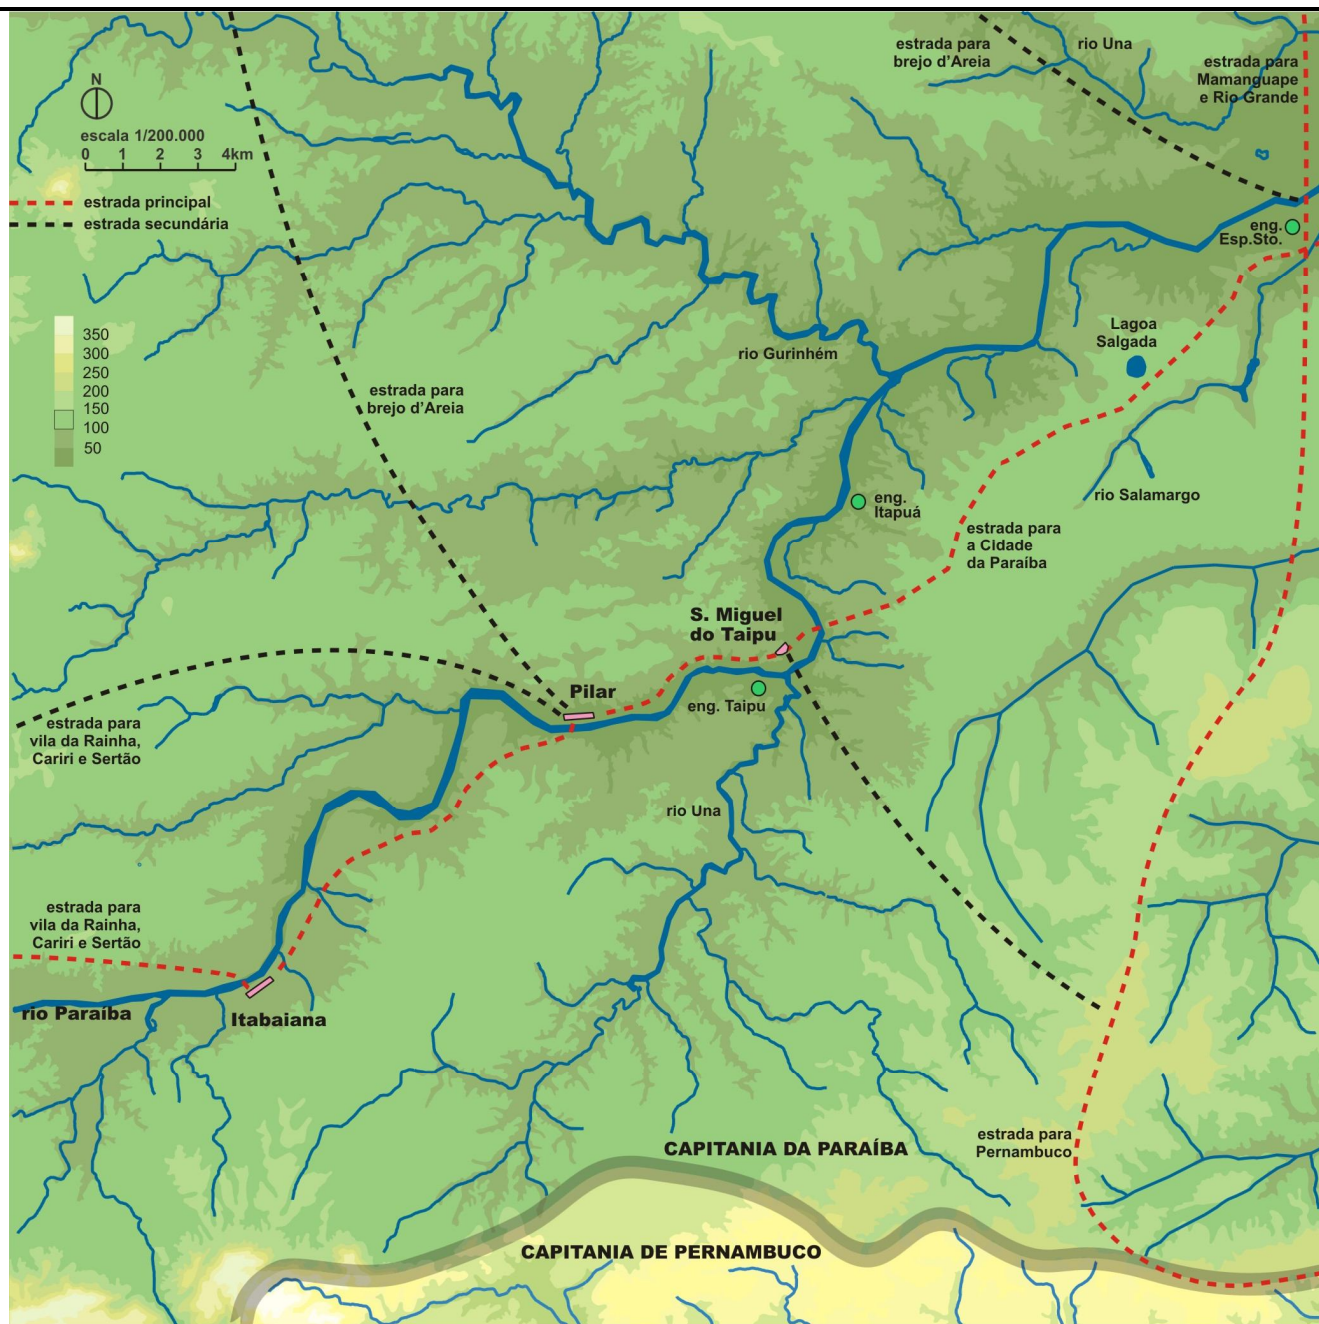 estrada para
brejo d'Areia
rio Una
estrada para
Mamanguape
e Rio Grande
N
escala 1/200.000
0 1 2 3 4km
estrada principal
estrada secundária
eng.
Esp.Sto.
350
300
250
200
150
100
50
Lagoa
Salgada
rio Gurinhém
estrada para
brejo d'Areia
rio Salamargo
eng.
Itapuá
estrada para
a CIdade
da Paraíba
S. Miguel
do Taipu
Pilar
eng. Taipu
estrada para
vila da Rainha,
Cariri e Sertão
rio Una
estrada para
vila da Rainha,
Cariri e Sertão
rio Paraíba
Itabaiana
estrada para
Pernambuco
CAPITANIA DA PARAÍBA
CAPITANIA DE PERNAMBUCO